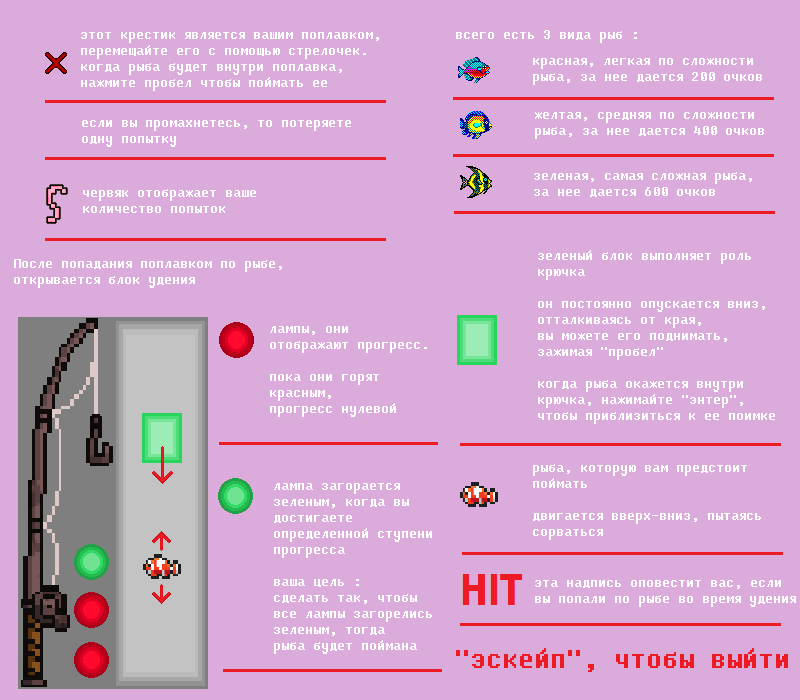 этот крестик является вашим поплавком,
перемещайте его с помощью стрелочек.
когда рыба будет внутри поплавка,
нажмите пробел чтобы поймать ее
если вы промахнетесь, то потеряете
одну попытку
червяк отображает ваше
количество попыток
всего есть 3 вида рыб :
красная, легкая по сложности
рыба, за нее дается 200 очков
желтая, средняя по сложности
рыба, за нее дается 400 очков
зеленая, самая сложная рыба,
за нее дается 600 очков
После попадания поплавком по рыбе,
открывается блок удения
лампы, они
отображают прогресс.
пока они горят
красным,
прогресс нулевой
лампа загорается
зеленым, когда вы
достигаете
определенной ступени
прогресса
ваша цель :
сделать так, чтобы
все лампы загорелись
зеленым, тогда
рыба будет поймана
зеленый блок выполняет роль
крючка
он постоянно опускается вниз,
отталкиваясь от края,
вы можете его поднимать,
зажимая "пробел"
когда рыба окажется внутри
крючка, нажимайте "энтер",
чтобы приблизиться к ее поимке
рыба, которую вам предстоит
поймать
двигается вверх-вниз, пытаясь
сорваться
HIT
эта надпись оповестит вас, если
вы попали по рыбе во время удения
"эскейп", чтобы выйти